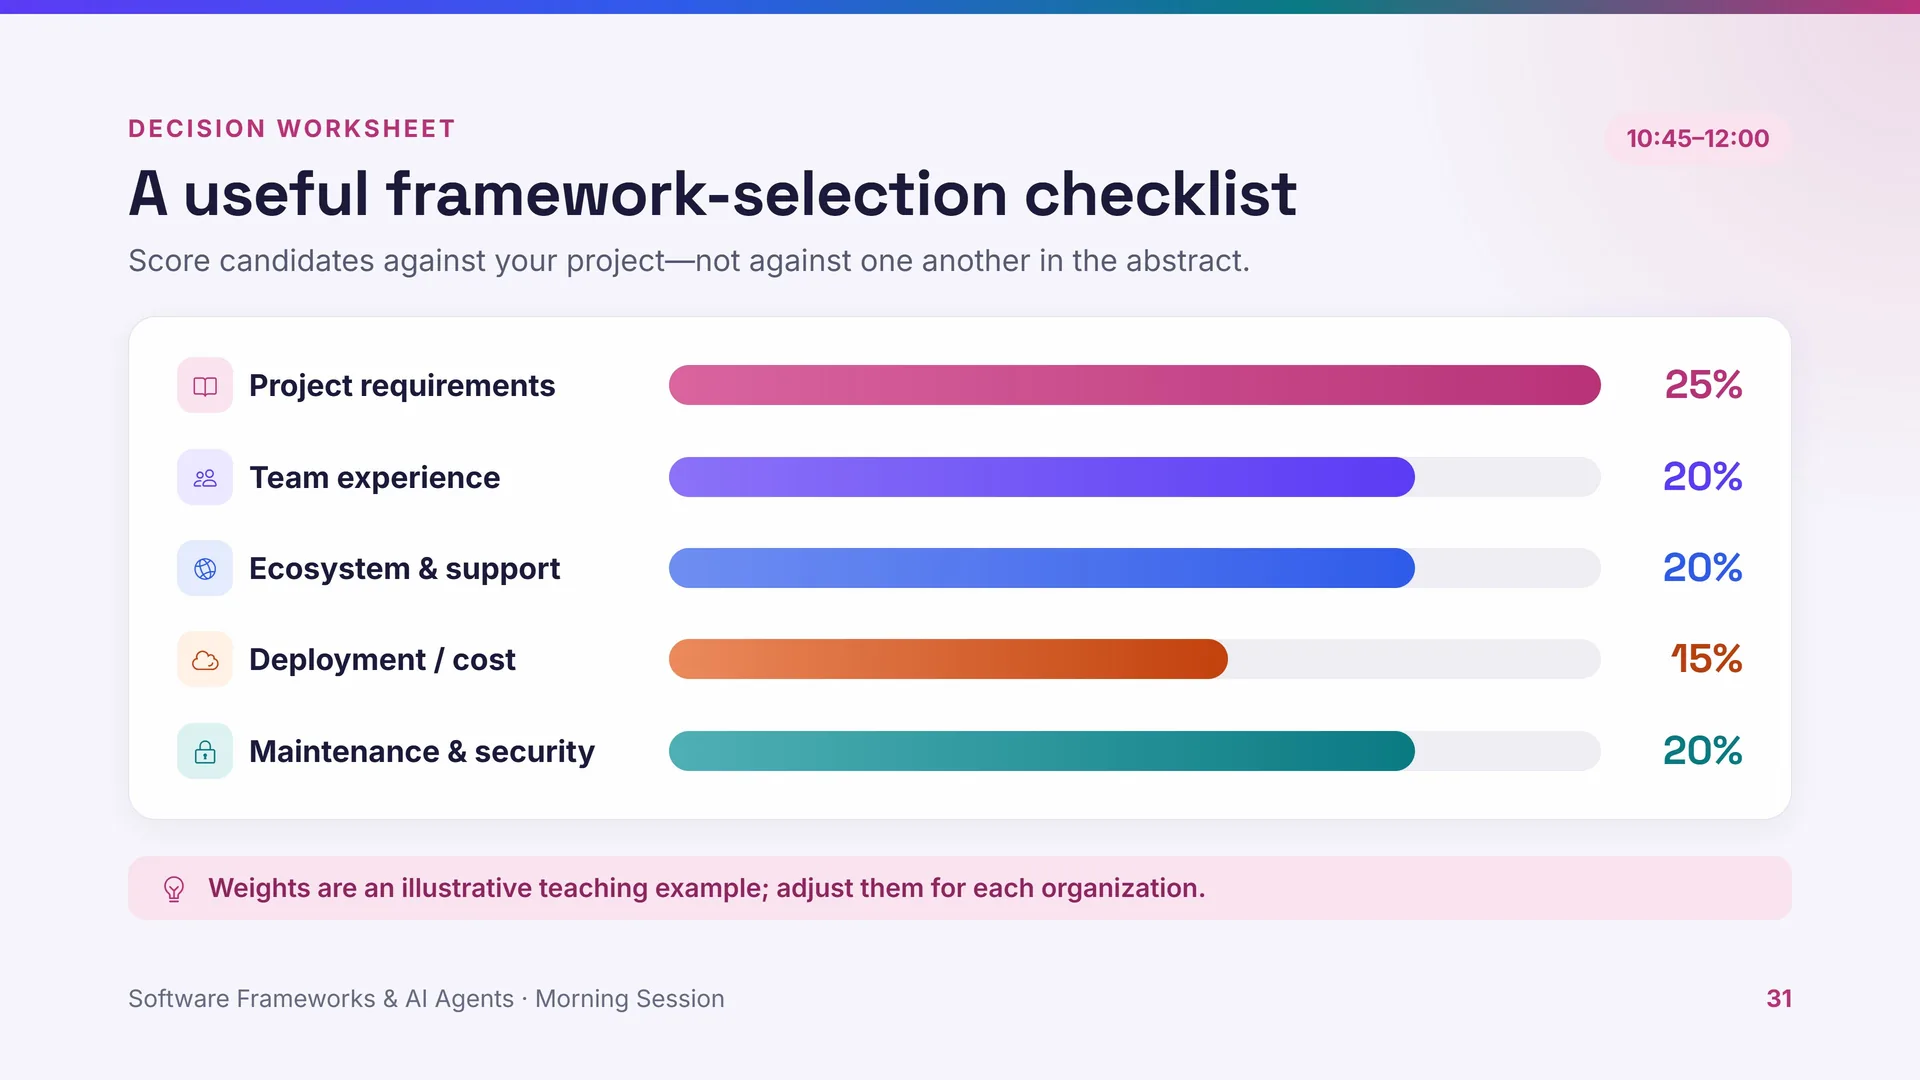 DECISION WORKSHEET
10:45–12:00
A useful framework-selection checklist
Score candidates against your project—not against one another in the abstract.
Project requirements 25%
Team experience 20%
Ecosystem & support 20%
Deployment / cost 15%
Maintenance & security 20%
Weights are an illustrative teaching example; adjust them for each organization.
Software Frameworks & AI Agents · Morning Session
31